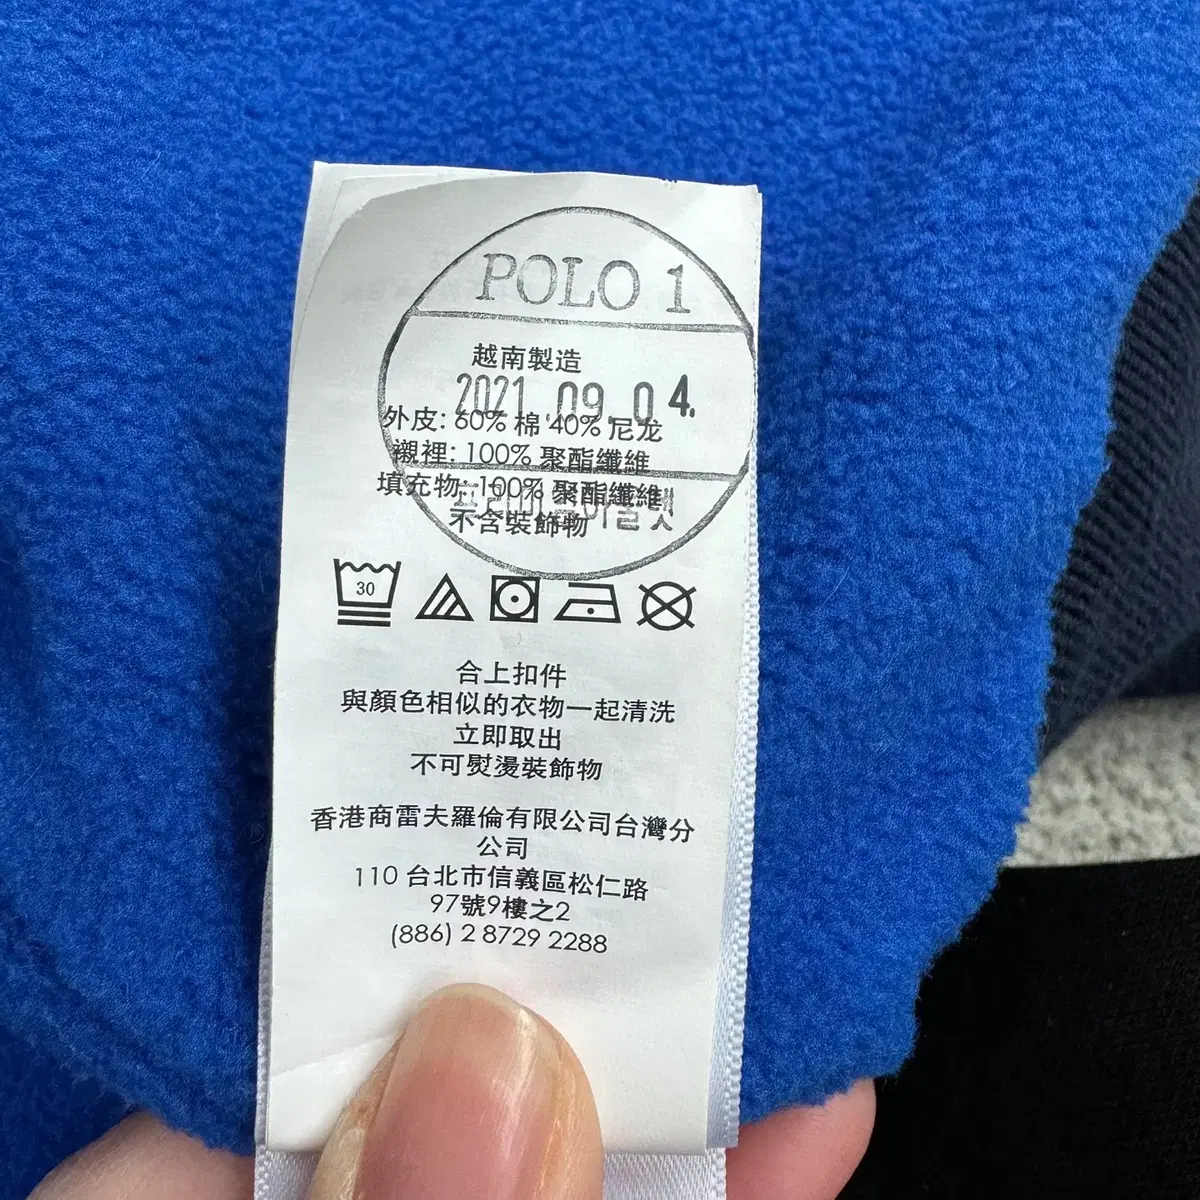 POLO 1
越南製造
2021.09.04.
外皮: 60% 棉 40% 尼龙
襯裡: 100% 聚酯纖維
填充物: 100% 聚酯纖維
不含裝飾物
30
合上扣件
與顏色相似的衣物一起清洗
立即取出
不可熨燙裝飾物
香港商雷夫羅倫有限公司台灣分
公司
110 台北市信義區松仁路
97號9樓之2
(886) 2 8729 2288